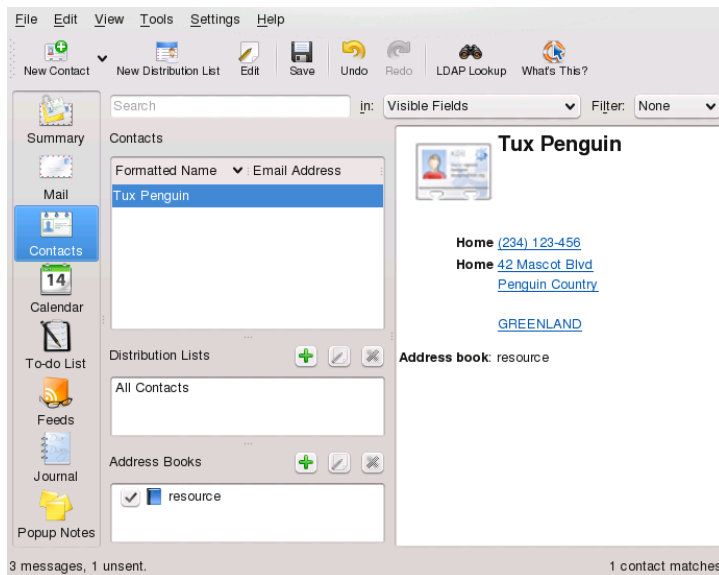 File Edit View Tools Settings Help
New Contact New Distribution List Edit Save Undo Redo LDAP Lookup What's This?
Search in: Visible Fields Filter: None
Summary
Mail
Contacts
14
Calendar
To-do List
Feeds
Journal
Popup Notes
Contacts
Formatted Name Email Address
Tux Penguin
Distribution Lists
All Contacts
Address Books
resource
Tux Penguin
Home (234) 123-456
Home 42 Mascot Blvd
Penguin Country
GREENLAND
Address book: resource
3 messages, 1 unsent.
1 contact matches